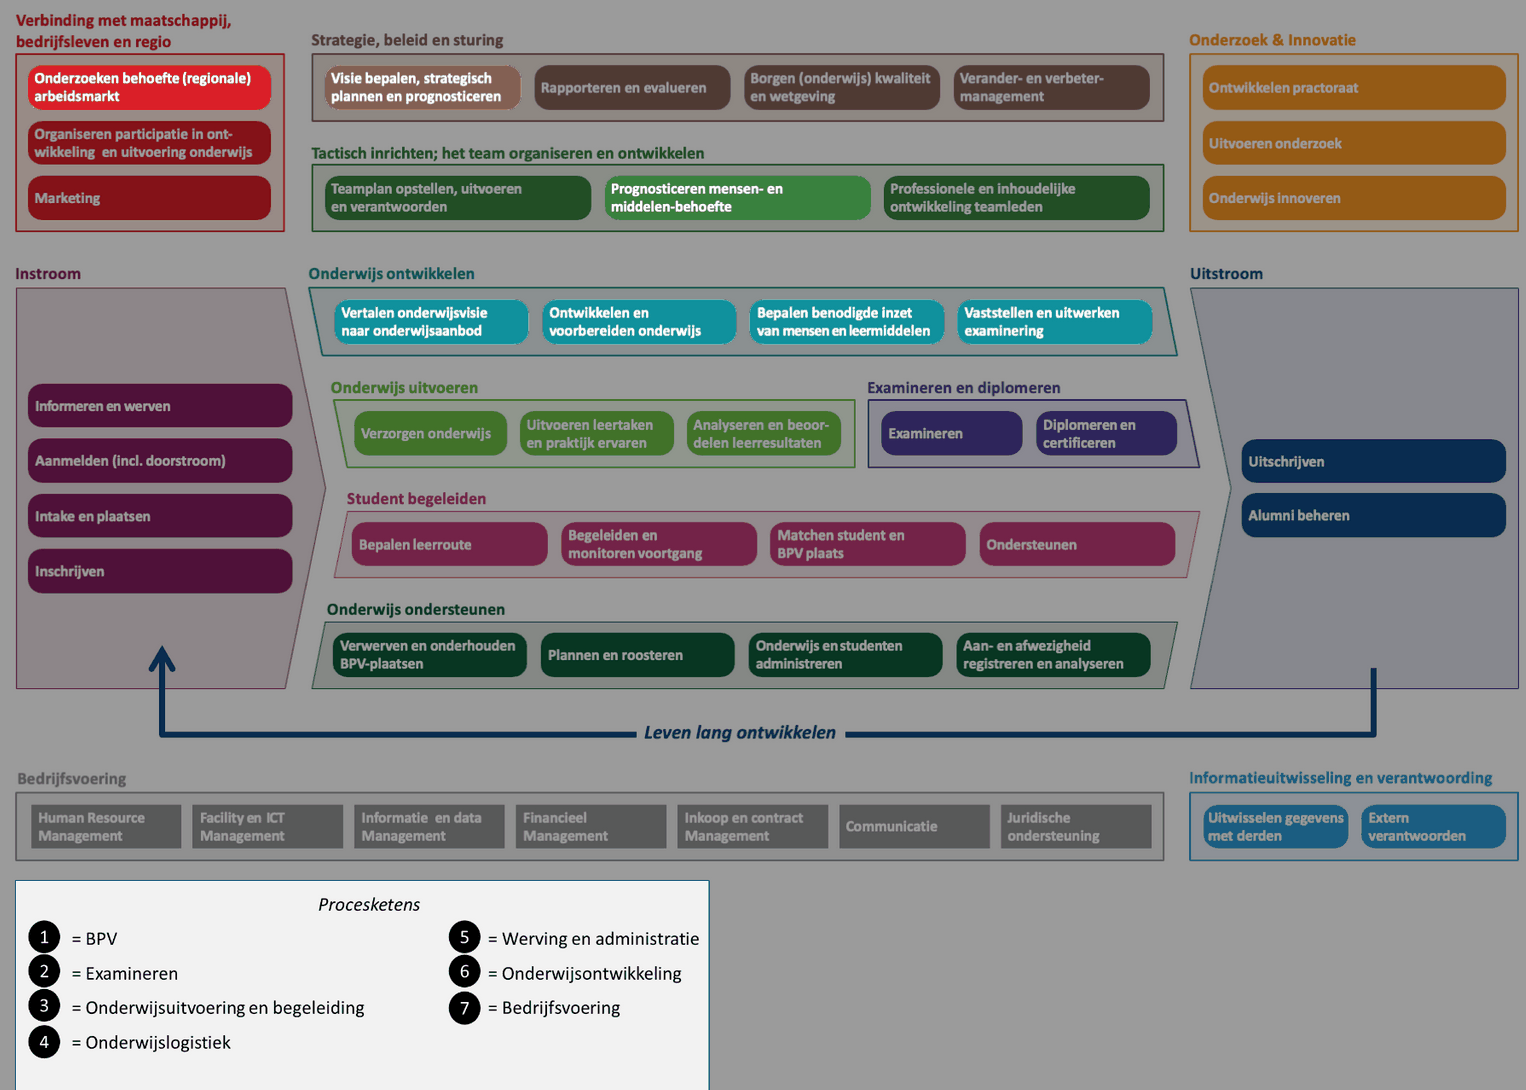 Verbinding met maatschappij,
bedrijfsleven en regio
Onderzoeken behoefte (regionale)
arbeidsmarkt
Organiseren participatie in ont-
wikkeling en uitvoering onderwijs
Marketing
Strategie, beleid en sturing
Visie bepalen, strategisch
plannen en prognosticeren
Rapporteren en evalueren
Borgen (onderwijs) kwaliteit
en wetgeving
Verander- en verbeter-
management
Tactisch inrichten; het team organiseren en ontwikkelen
Teamplan opstellen, uitvoeren
en verantwoorden
Prognosticeren mensen- en
middelen-behoefte
Professionele en inhoudelijke
ontwikkeling teamleden
Onderzoek & Innovatie
Ontwikkelen practoraat
Uitvoeren onderzoek
Onderwijs innoveren
Instroom
Informeren en werven
Aanmelden (incl. doorstroom)
Intake en plaatsen
Inschrijven
Onderwijs ontwikkelen
Vertalen onderwijsvisie
naar onderwijsaanbod
Ontwikkelen en
voorbereiden onderwijs
Bepalen benodigde inzet
van mensen en leermiddelen
Vaststellen en uitwerken
examinering
Onderwijs uitvoeren
Verzorgen onderwijs
Uitvoeren leertaken
en praktijk ervaren
Analyseren en beoor-
delen leerresultaten
Examineren en diplomeren
Examineren
Diplomeren en
certificeren
Student begeleiden
Bepalen leerroute
Begeleiden en
monitoren voortgang
Matchen student en
BPV plaats
Ondersteunen
Onderwijs ondersteunen
Verwerven en onderhouden
BPV-plaatsen
Plannen en roosteren
Onderwijs en studenten
administreren
Aan- en afwezigheid
registreren en analyseren
Uitstroom
Uitschrijven
Alumni beheren
Leven lang ontwikkelen
Bedrijfsvoering
Human Resource
Management
Facility en ICT
Management
Informatie en data
Management
Financieel
Management
Inkoop en contract
Management
Communicatie
Juridische
ondersteuning
Informatieuitwisseling en verantwoording
Uitwisselen gegevens
met derden
Extern
verantwoorden
Procesketens
1 = BPV
2 = Examineren
3 = Onderwijsuitvoering en begeleiding
4 = Onderwijslogistiek
5 = Werving en administratie
6 = Onderwijsontwikkeling
7 = Bedrijfsvoering